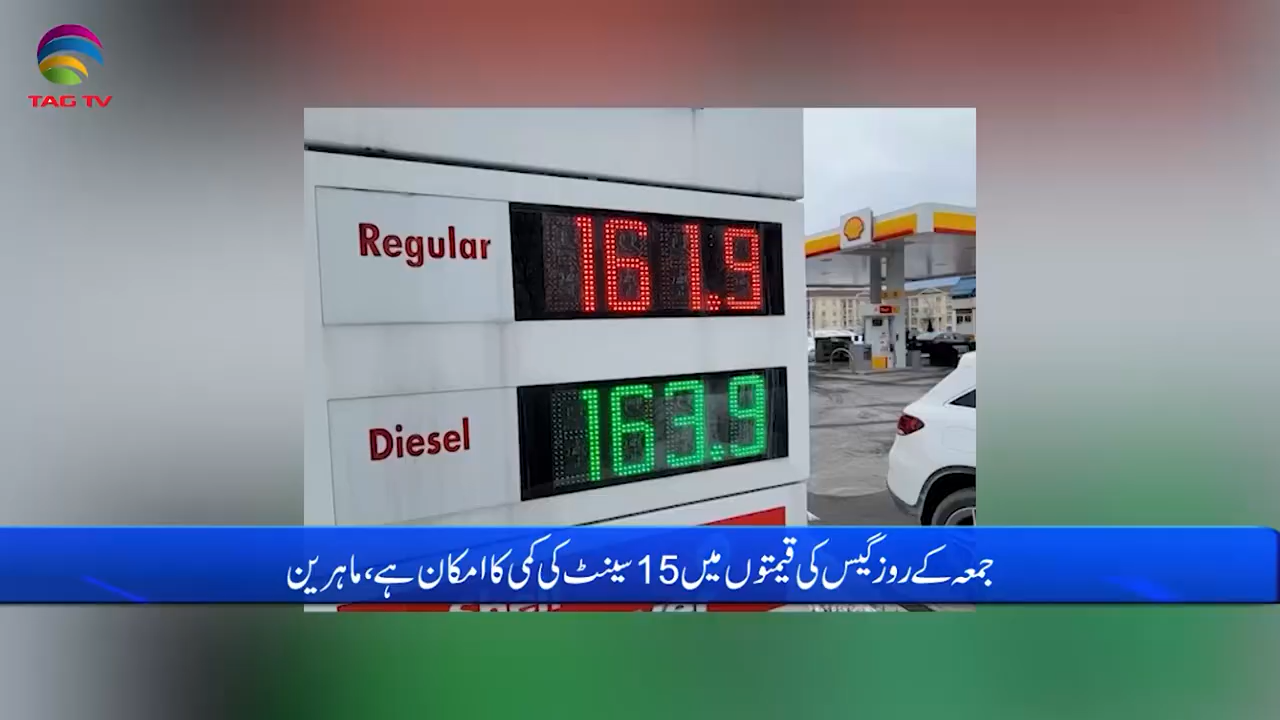 TAG TV
Regular
161.9
Diesel
163.9
جمعہ کے روز گیس کی قیمتوں میں 15 سینٹ کی کمی کا امکان ہے، ماہرین